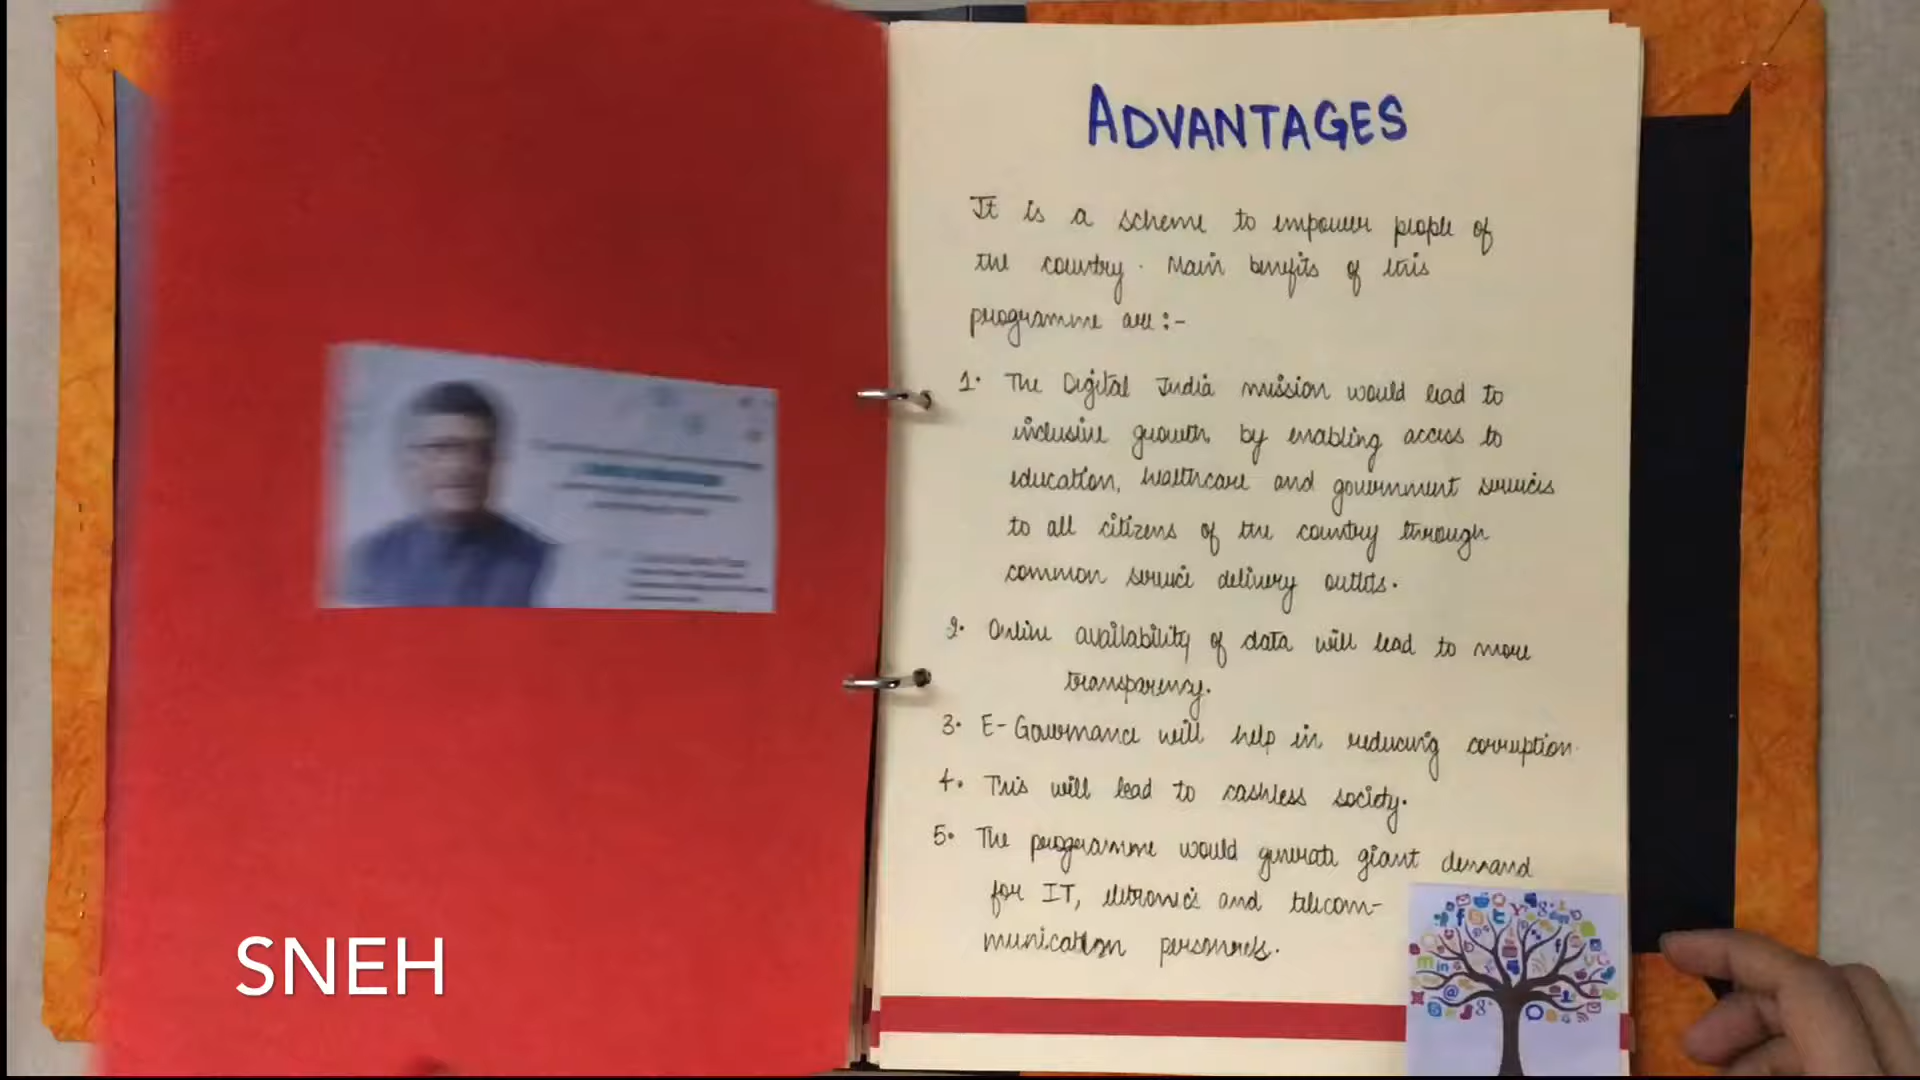 ADVANTAGES
It is a scheme to empower people of
the country. Main benefits of this
programme are :-
1. The Digital India mission would lead to
inclusive growth by enabling access to
education, healthcare and government services
to all citizens of the country through
common service delivery outlets.
2. Online availability of data will lead to more
transparency.
3. E-Governance will help in reducing corruption.
4. This will lead to cashless society.
5. The programme would generate giant demand
for IT, eletronics and telecom-
munication personnels.
SNEH